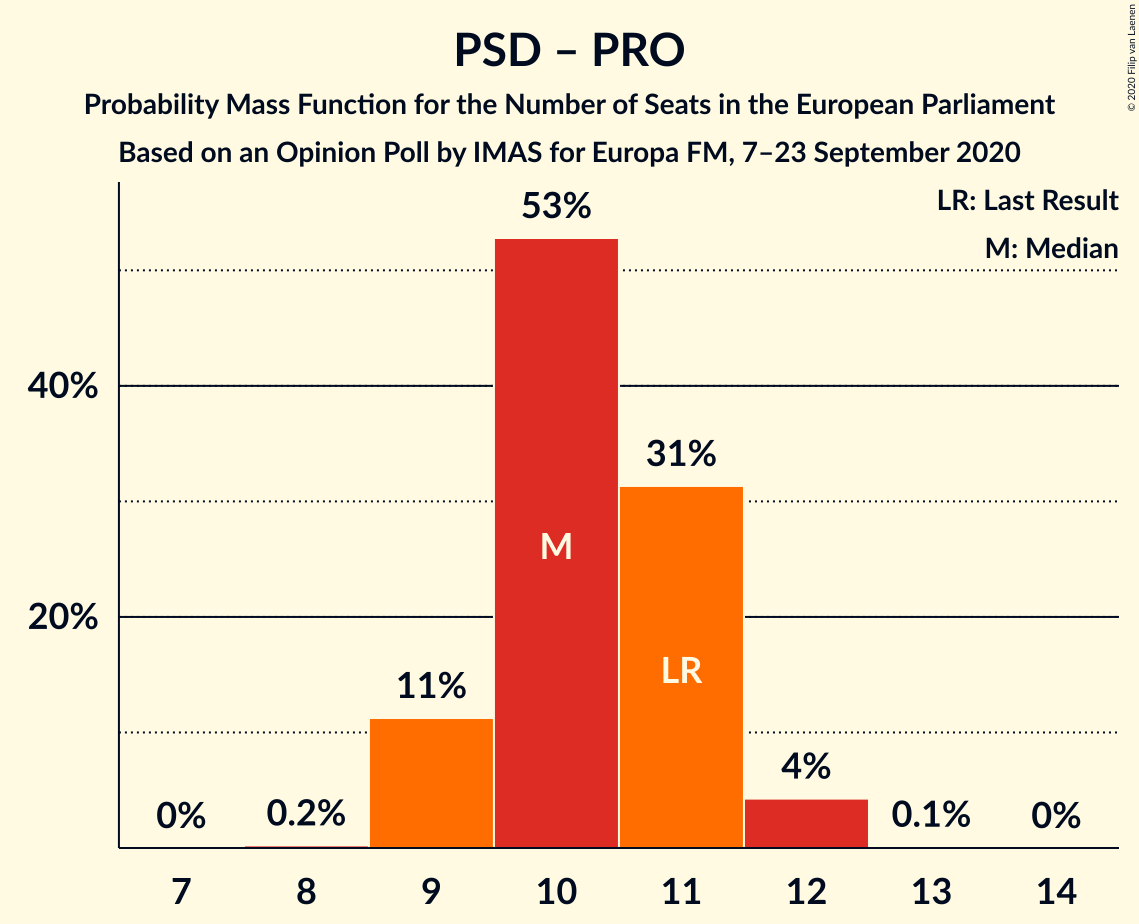 PSD – PRO
Probability Mass Function for the Number of Seats in the European Parliament
Based on an Opinion Poll by IMAS for Europa FM, 7–23 September 2020
© 2020 Filip van Laenen
LR: Last Result
M: Median
53%
40%
31%
M
20%
LR
11%
4%
0%
0.2%
0.1%
0%
7 8 9 10 11 12 13 14